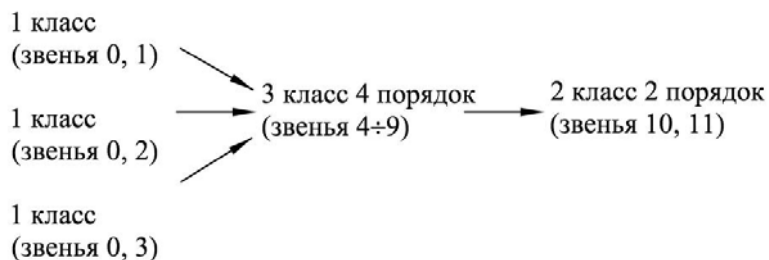 1 класс
(звенья 0, 1)
1 класс
(звенья 0, 2)
1 класс
(звенья 0, 3)
3 класс 4 порядок
(звенья 4÷9)
2 класс 2 порядок
(звенья 10, 11)